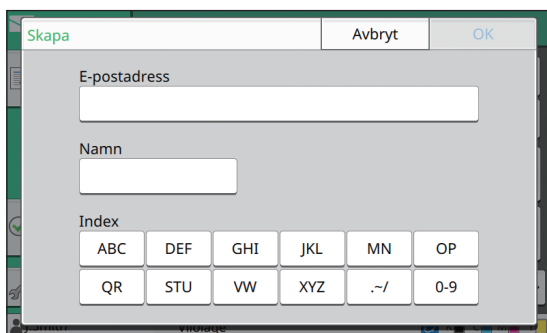 Skapa Avbryt OK
E-postadress
Namn
Index
ABC DEF GHI JKL MN OP
QR STU VW XYZ .~/ 0-9